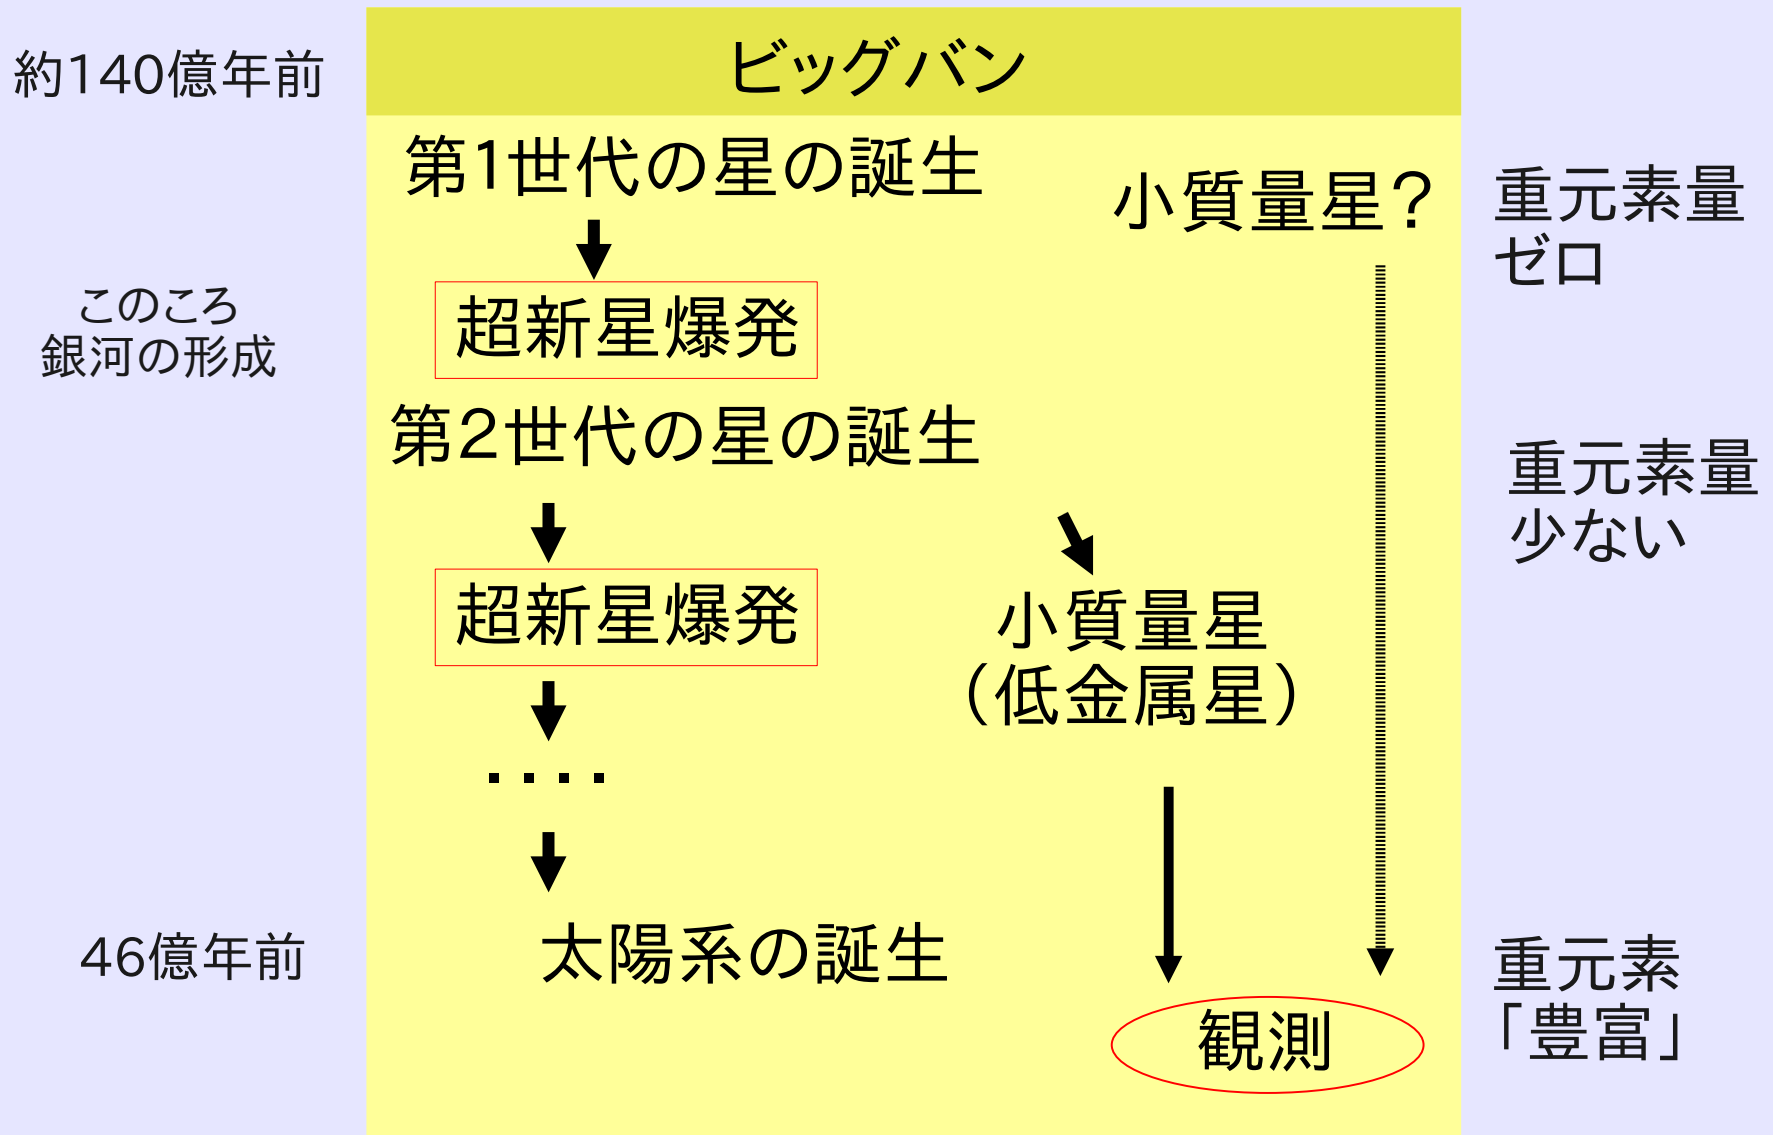 約140億年前
ビッグバン
第1世代の星の誕生
小質量星？
重元素量
ゼロ
このころ
銀河の形成
超新星爆発
第2世代の星の誕生
重元素量
少ない
超新星爆発
小質量星
（低金属星）
・・・・
46億年前
太陽系の誕生
重元素
「豊富」
観測